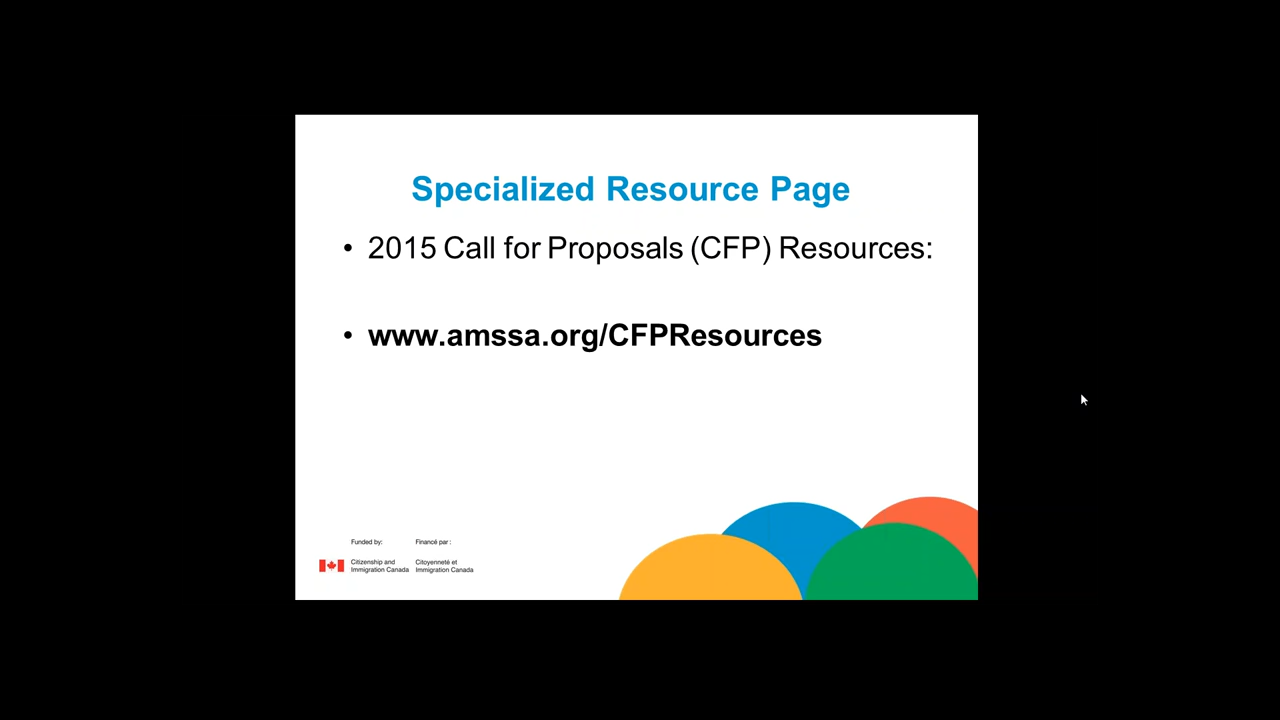 Specialized Resource Page
• 2015 Call for Proposals (CFP) Resources:
• www.amssa.org/CFPResources
Funded by: Financé par :
Citizenship and Citoyenneté et
Immigration Canada Immigration Canada